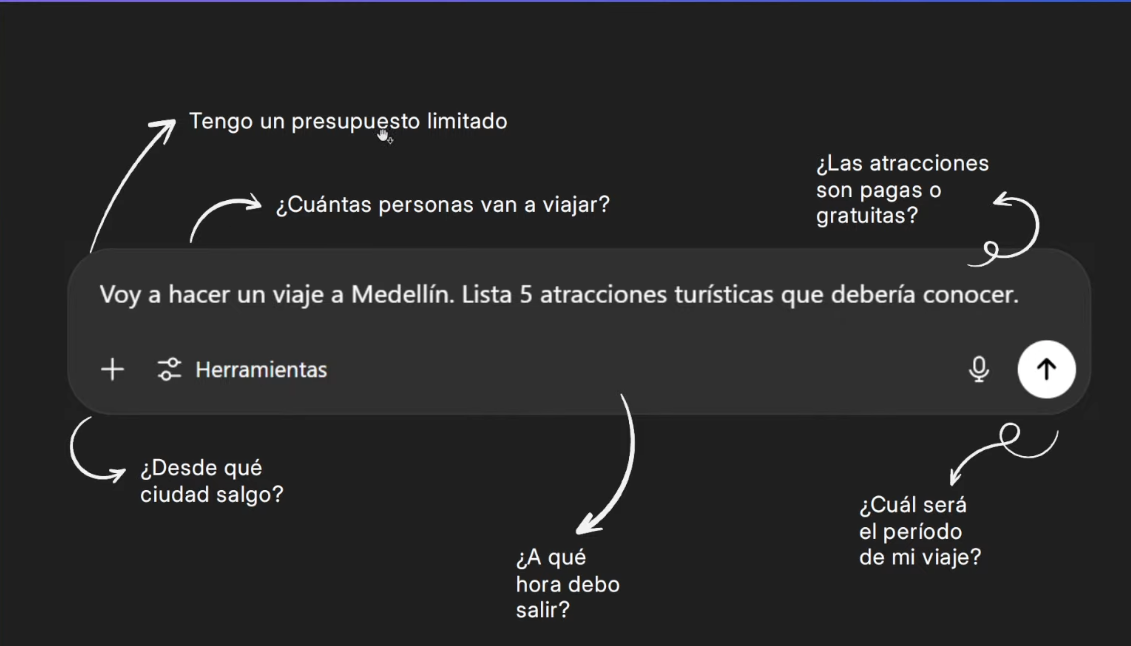 Tengo un presupuesto limitado
¿Cuántas personas van a viajar?
¿Las atracciones
son pagas o
gratuitas?
Voy a hacer un viaje a Medellín. Lista 5 atracciones turísticas que debería conocer.
Herramientas
¿Desde qué
ciudad salgo?
¿A qué
hora debo
salir?
¿Cuál será
el período
de mi viaje?